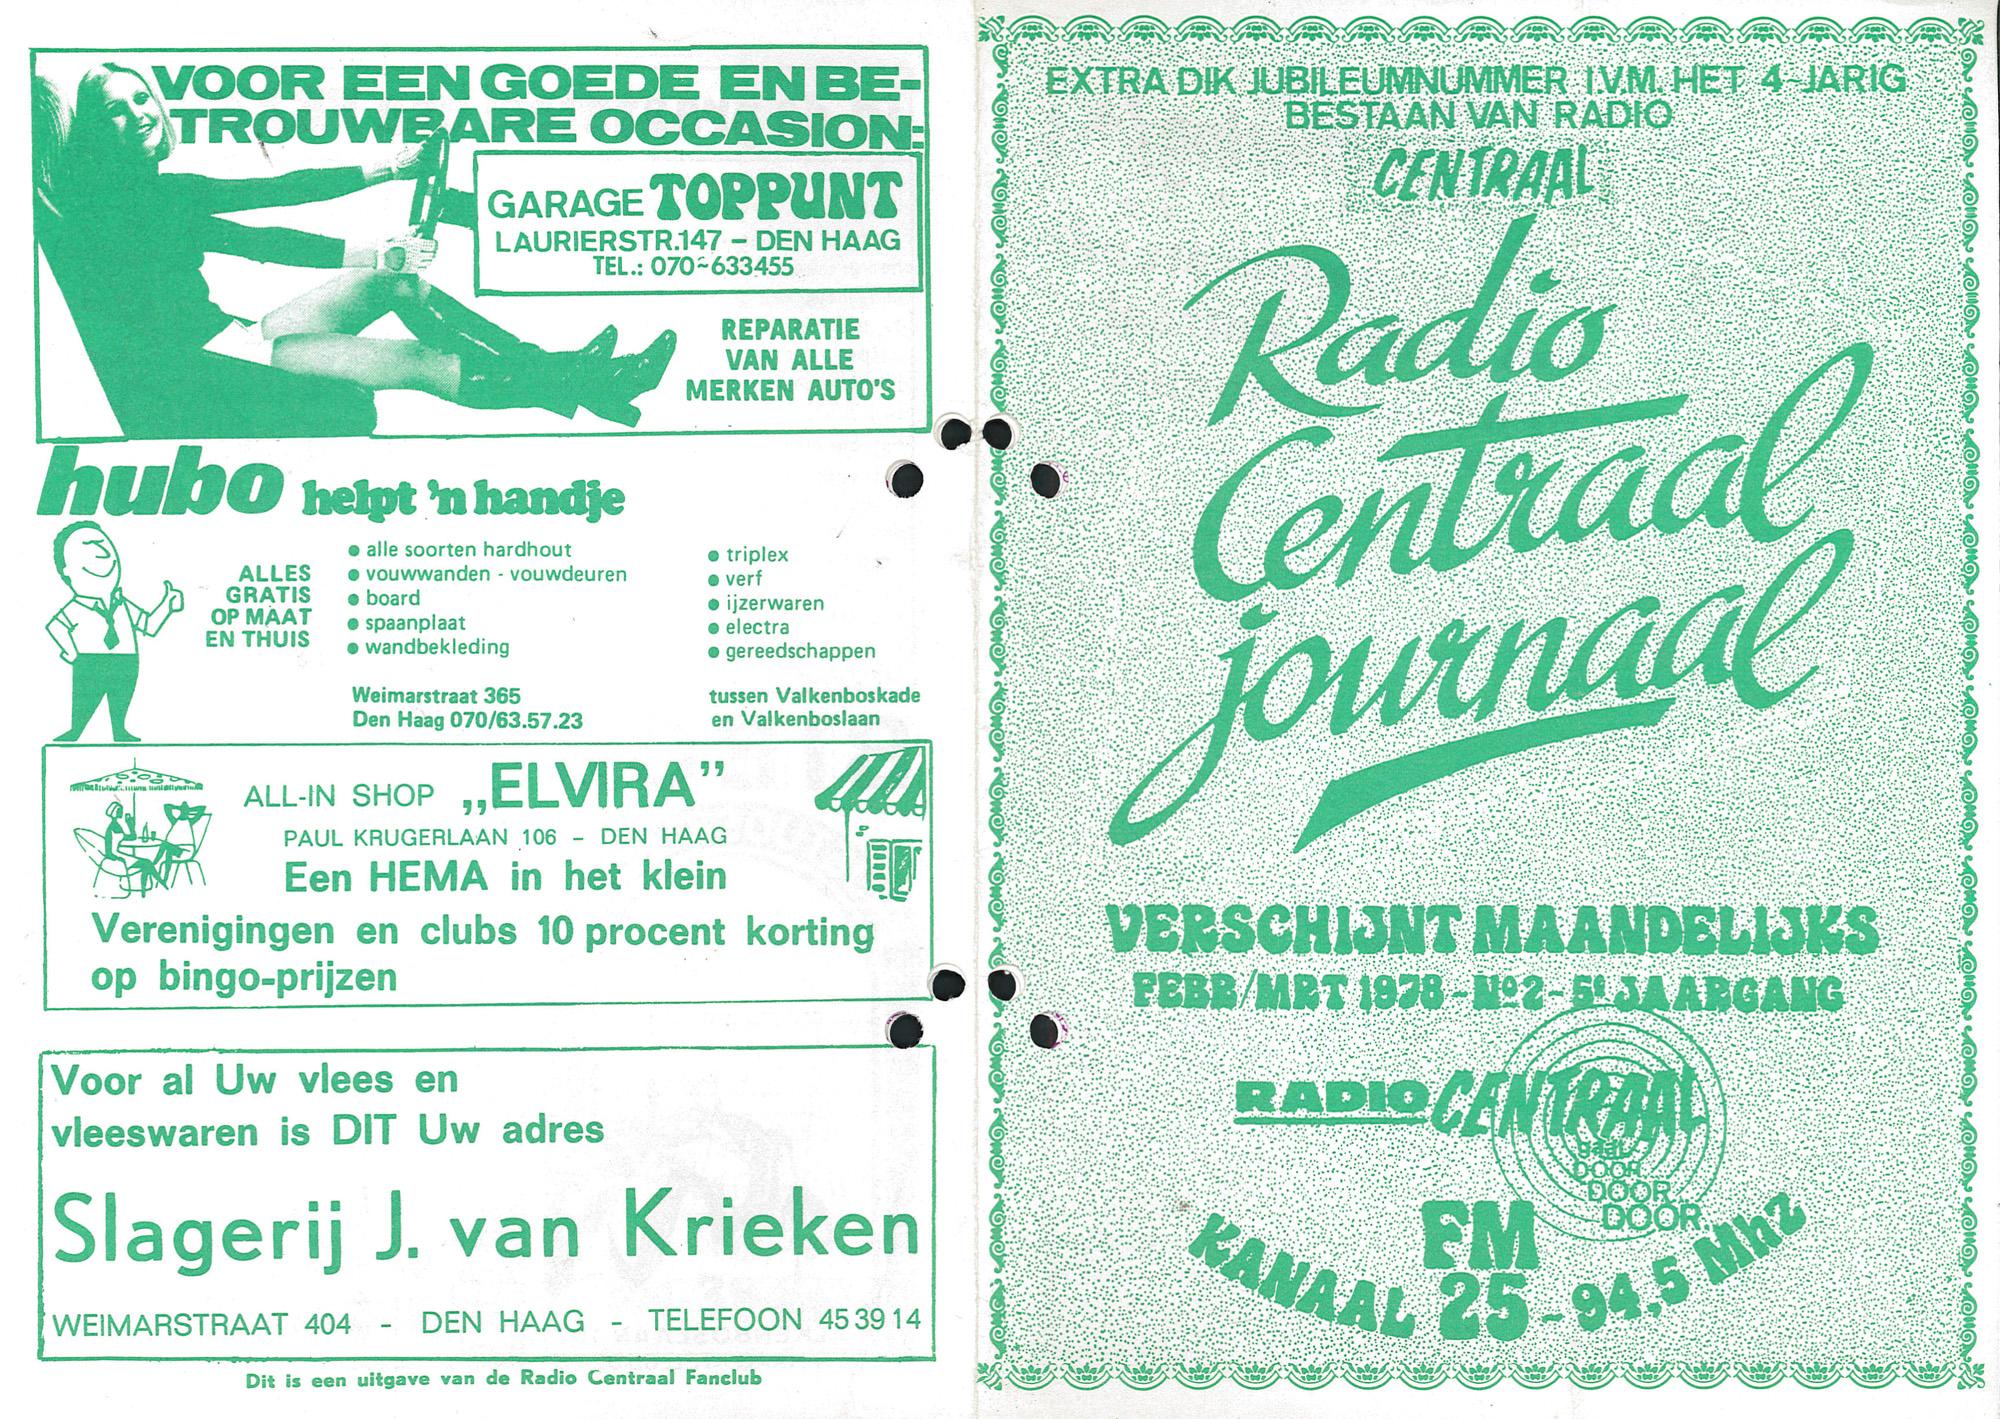 VOOR EEN GOEDE EN BE-
TROUWBARE OCCASION:
GARAGE TOPPUNT
LAURIERSTR.147 – DEN HAAG
TEL.: 070~633455
REPARATIE
VAN ALLE
MERKEN AUTO'S
hubo helpt 'n handje
ALLES
GRATIS
OP MAAT
EN THUIS
● alle soorten hardhout
● vouwwanden - vouwdeuren
● board
● spaanplaat
● wandbekleding
● triplex
● verf
● ijzerwaren
● electra
● gereedschappen
Weimarstraat 365
Den Haag 070/63.57.23
tussen Valkenboskade
en Valkenboslaan
ALL-IN SHOP „ELVIRA”
PAUL KRUGERLAAN 106 – DEN HAAG
Een HEMA in het klein
Verenigingen en clubs 10 procent korting
op bingo-prijzen
Voor al Uw vlees en
vleeswaren is DIT Uw adres
Slagerij J. van Krieken
WEIMARSTRAAT 404 - DEN HAAG - TELEFOON 45 39 14
Dit is een uitgave van de Radio Centraal Fanclub
EXTRA DIK JUBILEUMNUMMER I.V.M. HET 4-JARIG
BESTAAN VAN RADIO
CENTRAAL
Radio
Centraal
journaal
VERSCHIJNT MAANDELIJKS
FEBR/MRT 1978 - Nº 2 - 5e JAARGANG
RADIO CENTRAAL
gaat
DOOR
DOOR
DOOR
FM
KANAAL 25 - 94,5 Mhz